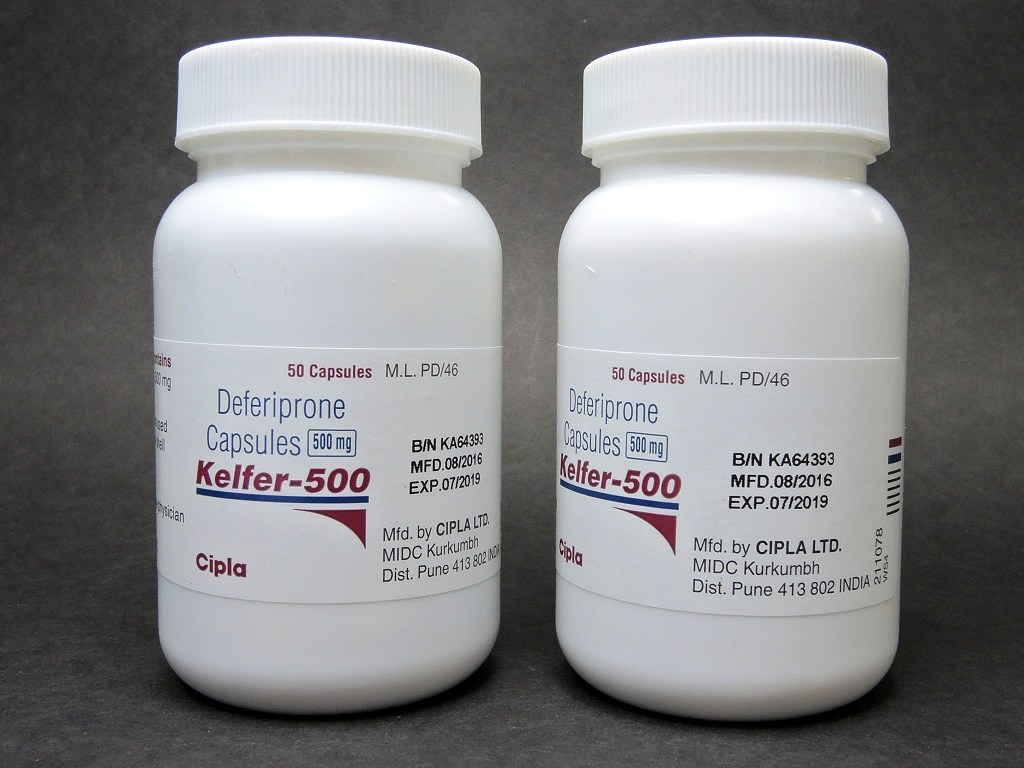 50 Capsules M.L. PD/46
Deferiprone
Capsules 500 mg
Kelfer-500
B/N KA64393
MFD.08/2016
EXP.07/2019
Mfd. by CIPLA LTD.
MIDC Kurkumbh
Dist. Pune 413 802 INDIA
Cipla
50 Capsules M.L. PD/46
Deferiprone
Capsules 500 mg
Kelfer-500
B/N KA64393
MFD.08/2016
EXP.07/2019
Mfd. by CIPLA LTD.
MIDC Kurkumbh
Dist. Pune 413 802 INDIA
Cipla
211078
WS4